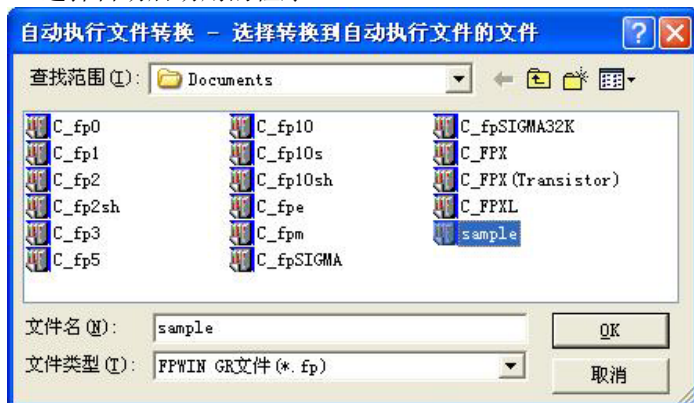 自动执行文件转换 - 选择转换到自动执行文件的文件
查找范围(I): Documents
C_fp0 C_fp10 C_fpSIGMA32K
C_fp1 C_fp10s C_FPX
C_fp2 C_fp10sh C_FPX(Transistor)
C_fp2sh C_fpe C_FPXL
C_fp3 C_fpm sample
C_fp5 C_fpSIGMA
文件名(N): sample OK
文件类型(T): FPWIN GR文件(*.fp) 取消